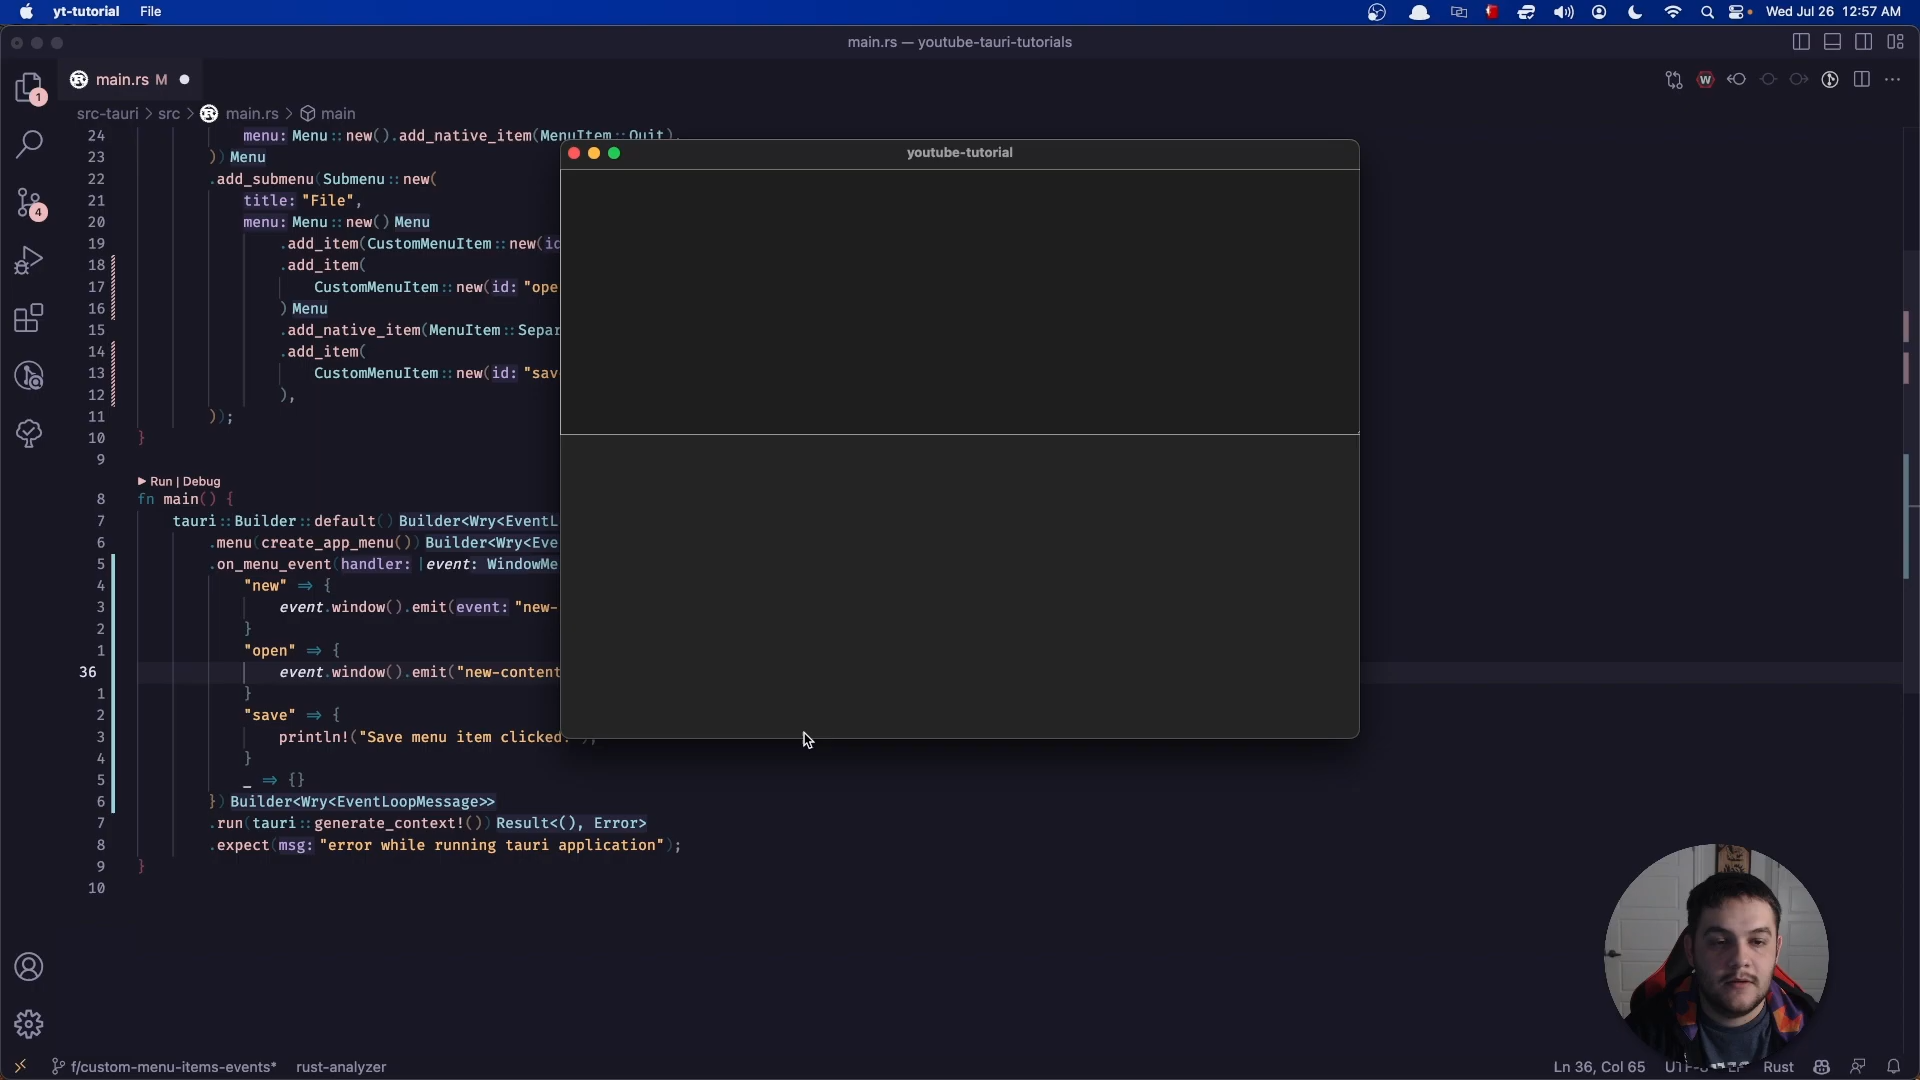 yt-tutorial File Wed Jul 26 12:57 AM
main.rs — youtube-tauri-tutorials
main.rs M
src-tauri > src > main.rs > main
24 menu: Menu::new().add_native_item(MenuItem::Quit),
23 )) Menu
22 .add_submenu(Submenu::new(
21 title: "File",
20 menu: Menu::new() Menu
19 .add_item(CustomMenuItem::new(id
18 .add_item(
17 CustomMenuItem::new(id: "ope
16 ) Menu
15 .add_native_item(MenuItem::Separ
14 .add_item(
13 CustomMenuItem::new(id: "sav
12 ),
11 ));
10 }
9
▶ Run | Debug
8 fn main() {
7 tauri::Builder::default() Builder<Wry<EventL
6 .menu(create_app_menu()) Builder<Wry<Eve
5 .on_menu_event(handler: |event: WindowMe
4 "new" => {
3 event.window().emit(event: "new-
2 }
1 "open" => {
36 event.window().emit("new-content
1 }
2 "save" => {
3 println!("Save menu item clicked!");
4 }
5 _ => {}
6 }) Builder<Wry<EventLoopMessage>>
7 .run(tauri::generate_context!()) Result<(), Error>
8 .expect(msg: "error while running tauri application");
9 }
10
youtube-tutorial
1
4
W
f/custom-menu-items-events* rust-analyzer Ln 36, Col 65 Rust